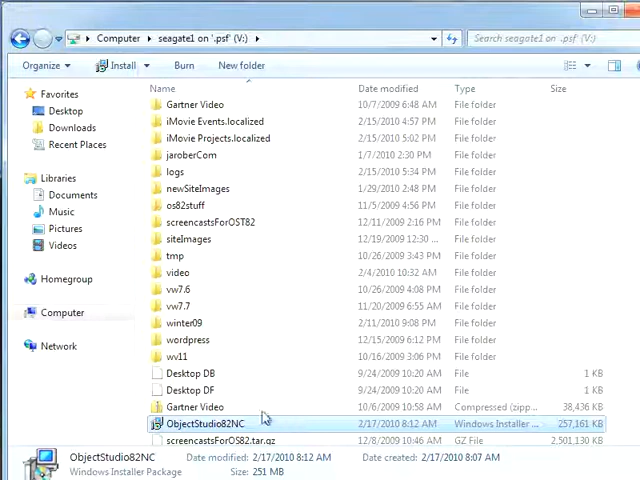 Computer ▸ seagate1 on '.psf' (V:) ▸ Search seagate1 on '.psf' (V:)
Organize Install Burn New folder
Name Date modified Type Size
Favorites
Desktop
Downloads
Recent Places
Libraries
Documents
Music
Pictures
Videos
Homegroup
Computer
Network
Gartner Video 10/7/2009 6:48 AM File folder
iMovie Events.localized 2/15/2010 4:57 PM File folder
iMovie Projects.localized 2/15/2010 5:02 PM File folder
jaroberCom 1/7/2010 2:30 PM File folder
logs 2/15/2010 5:34 PM File folder
newSiteImages 1/29/2010 2:48 PM File folder
os82stuff 11/5/2009 4:56 PM File folder
screencastsForOST82 12/11/2009 2:16 PM File folder
siteImages 12/19/2009 12:30 ... File folder
tmp 10/26/2009 3:43 PM File folder
video 2/4/2010 10:32 AM File folder
vw7.6 10/26/2009 4:08 PM File folder
vw7.7 11/20/2009 6:55 AM File folder
winter09 2/11/2010 9:08 PM File folder
wordpress 12/15/2009 6:12 PM File folder
wv11 10/16/2009 3:06 PM File folder
Desktop DB 9/24/2009 10:20 AM File 1 KB
Desktop DF 9/24/2009 10:20 AM File 1 KB
Gartner Video 10/6/2009 10:58 AM Compressed (zipp... 38,436 KB
ObjectStudio82NC 2/17/2010 8:12 AM Windows Installer ... 257,161 KB
screencastsForOS82.tar.gz 12/8/2009 10:46 AM GZ File 2,501,130 KB
ObjectStudio82NC Date modified: 2/17/2010 8:12 AM Date created: 2/17/2010 8:07 AM
Windows Installer Package Size: 251 MB